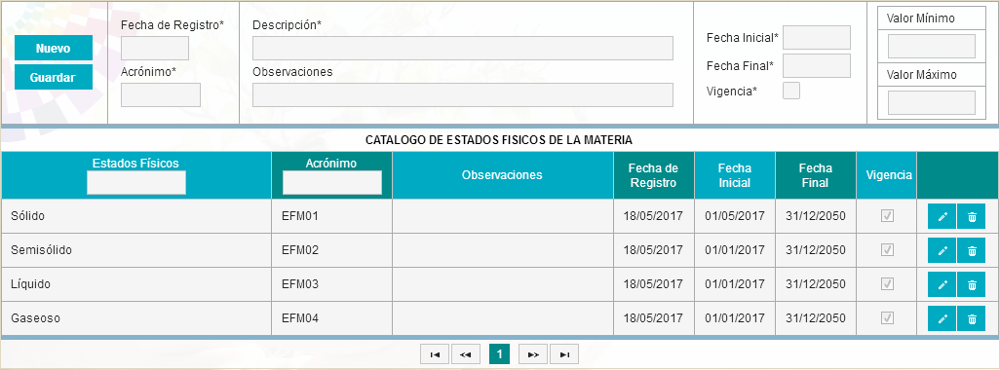 Nuevo
Guardar
Fecha de Registro*
Acrónimo*
Descripción*
Observaciones
Fecha Inicial*
Fecha Final*
Vigencia*
Valor Mínimo
Valor Máximo
CATALOGO DE ESTADOS FISICOS DE LA MATERIA
Estados Físicos Acrónimo Observaciones Fecha de Registro Fecha Inicial Fecha Final Vigencia
Sólido EFM01 18/05/2017 01/05/2017 31/12/2050
Semisólido EFM02 18/05/2017 01/01/2017 31/12/2050
Líquido EFM03 18/05/2017 01/01/2017 31/12/2050
Gaseoso EFM04 18/05/2017 01/01/2017 31/12/2050
1